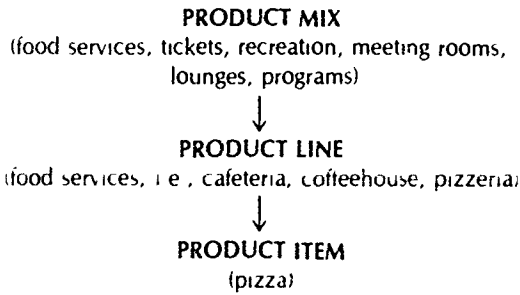 PRODUCT MIX
(food services, tickets, recreation, meeting rooms,
lounges, programs)
PRODUCT LINE
(food services, i e , cafeteria, coffeehouse, pizzeria)
PRODUCT ITEM
(pizza)